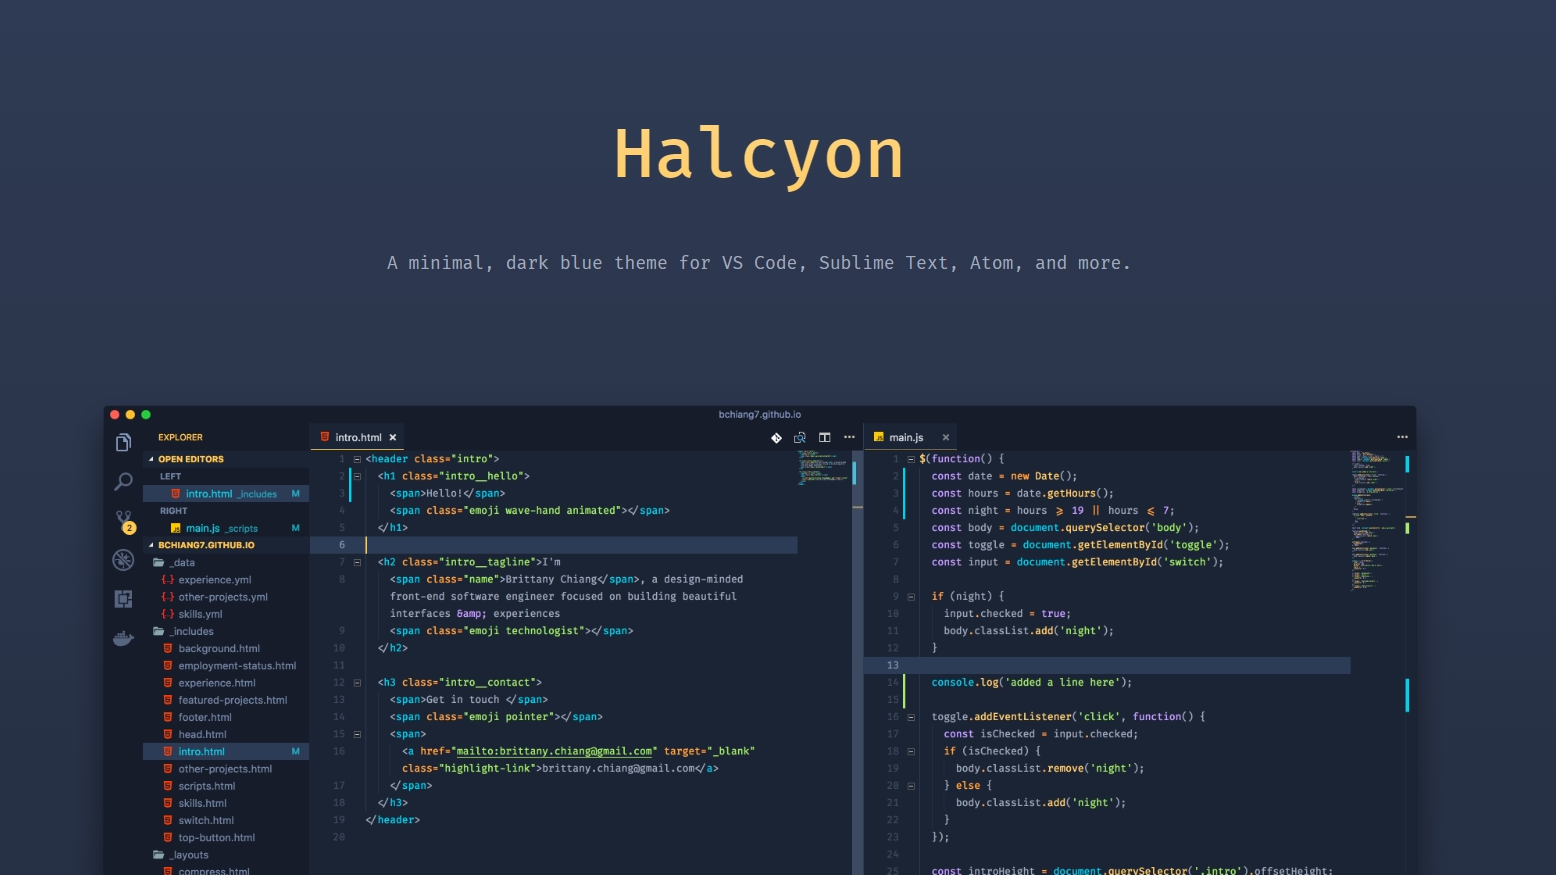 Halcyon
A minimal, dark blue theme for VS Code, Sublime Text, Atom, and more.
bchiang7.github.io
EXPLORER
OPEN EDITORS
LEFT
intro.html _includes M
RIGHT
main.js _scripts M
2
BCHIANG7.GITHUB.IO
_data
experience.yml
other-projects.yml
skills.yml
_includes
background.html
employment-status.html
experience.html
featured-projects.html
footer.html
head.html
intro.html M
other-projects.html
scripts.html
skills.html
switch.html
top-button.html
_layouts
compress.html
intro.html ×
1 <header class="intro">
2 <h1 class="intro__hello">
3 <span>Hello!</span>
4 <span class="emoji wave-hand animated"></span>
5 </h1>
6
7 <h2 class="intro__tagline">I'm
8 <span class="name">Brittany Chiang</span>, a design-minded
front-end software engineer focused on building beautiful
interfaces &amp; experiences
9 <span class="emoji technologist"></span>
10 </h2>
11
12 <h3 class="intro__contact">
13 <span>Get in touch </span>
14 <span class="emoji pointer"></span>
15 <span>
16 <a href="mailto:brittany.chiang@gmail.com" target="_blank"
class="highlight-link">brittany.chiang@gmail.com</a>
17 </span>
18 </h3>
19 </header>
20
main.js ×
1 $(function() {
2 const date = new Date();
3 const hours = date.getHours();
4 const night = hours ⩾ 19 || hours ⩽ 7;
5 const body = document.querySelector('body');
6 const toggle = document.getElementById('toggle');
7 const input = document.getElementById('switch');
8
9 if (night) {
10 input.checked = true;
11 body.classList.add('night');
12 }
13
14 console.log('added a line here');
15
16 toggle.addEventListener('click', function() {
17 const isChecked = input.checked;
18 if (isChecked) {
19 body.classList.remove('night');
20 } else {
21 body.classList.add('night');
22 }
23 });
24
25 const introHeight = document.querySelector('.intro').offsetHeight;